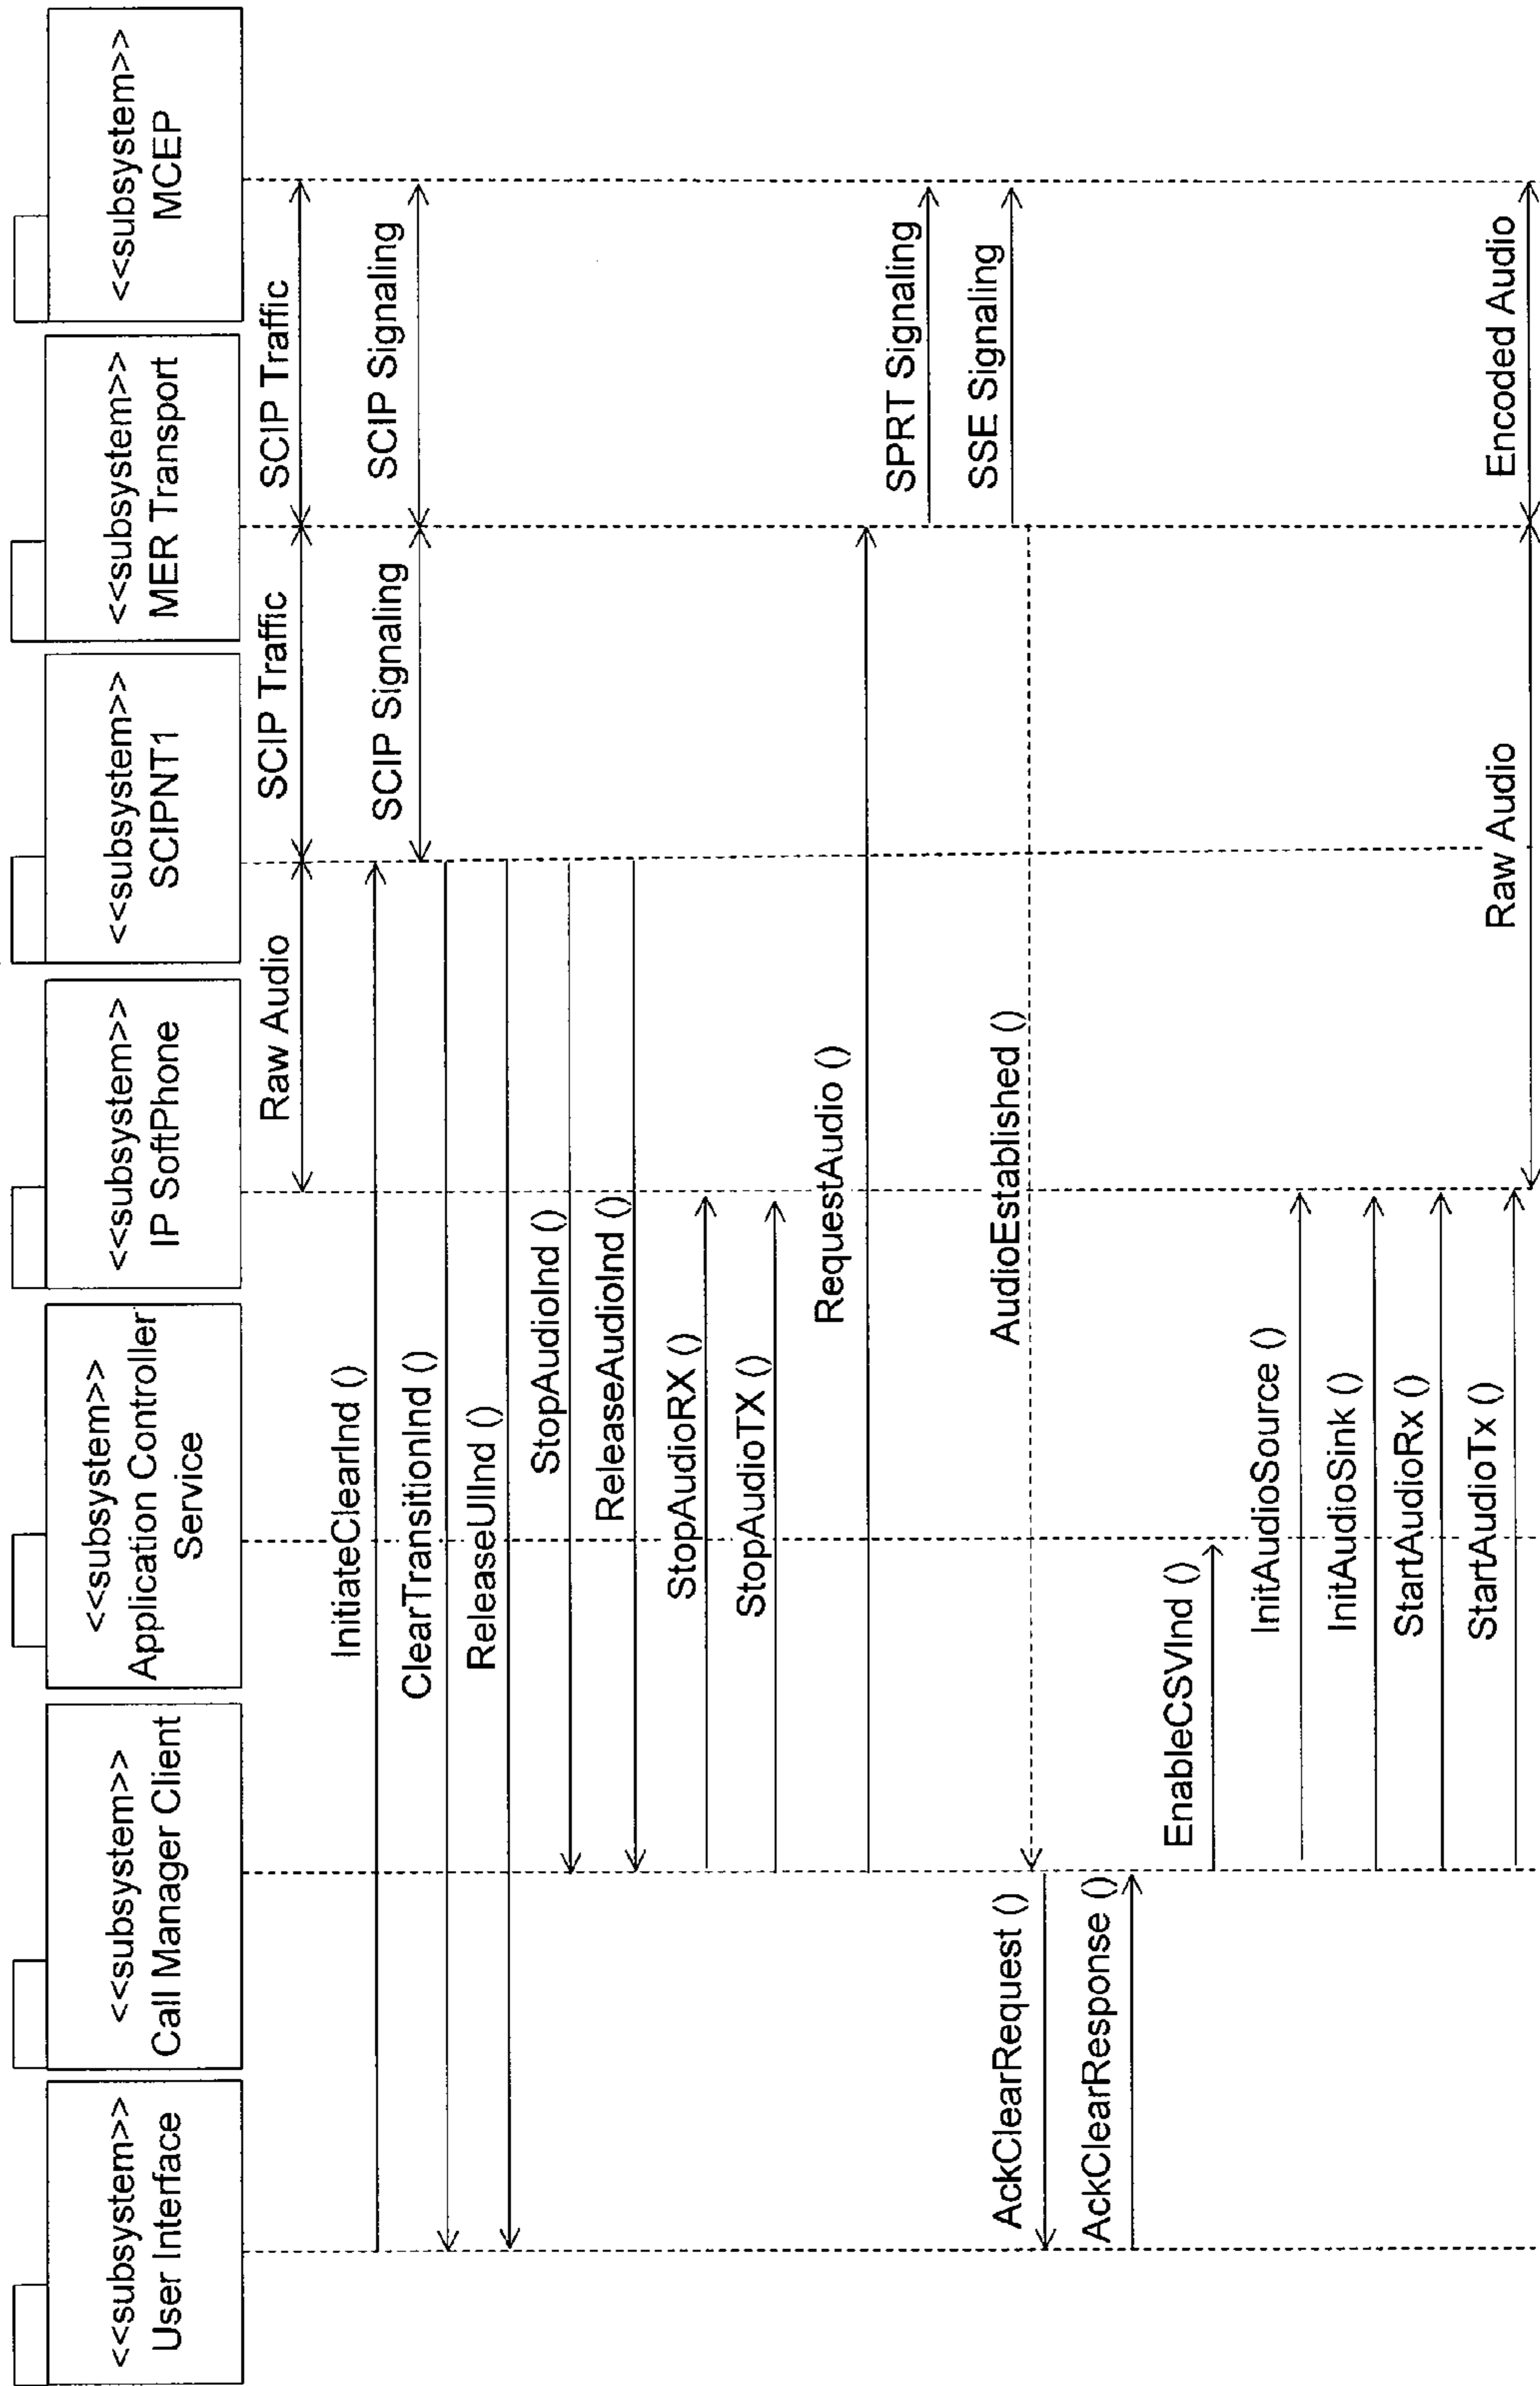 <<subsystem>>
User Interface
<<subsystem>>
Call Manager Client
<<subsystem>>
Application Controller
Service
<<subsystem>>
IP SoftPhone
<<subsystem>>
SCIPNT1
<<subsystem>>
MER Transport
<<subsystem>>
MCEP
Raw Audio
SCIP Traffic
SCIP Traffic
InitiateClearInd ()
SCIP Signaling
SCIP Signaling
ClearTransitionInd ()
ReleaseUIInd ()
StopAudioInd ()
ReleaseAudioInd ()
StopAudioRX ()
StopAudioTX ()
RequestAudio ()
SPRT Signaling
SSE Signaling
AudioEstablished ()
AckClearRequest ()
AckClearResponse ()
EnableCSVInd ()
InitAudioSource ()
InitAudioSink ()
StartAudioRx ()
StartAudioTx ()
Raw Audio
Encoded Audio